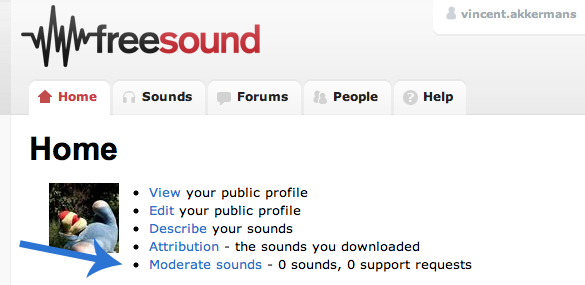 vincent.akkermans
freesound
Home Sounds Forums People Help
Home
View your public profile
Edit your public profile
Describe your sounds
Attribution - the sounds you downloaded
Moderate sounds - 0 sounds, 0 support requests